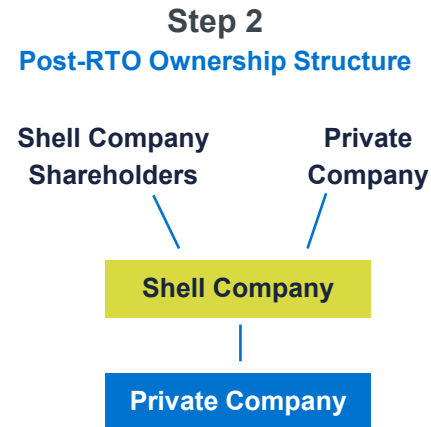 Step 2
Post-RTO Ownership Structure
Shell Company
Shareholders
Private
Company
Shell Company
Private Company